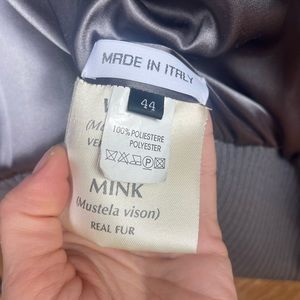 MADE IN ITALY
44
100% POLIESTERE
POLYESTER
MINK
(Mustela vison)
REAL FUR